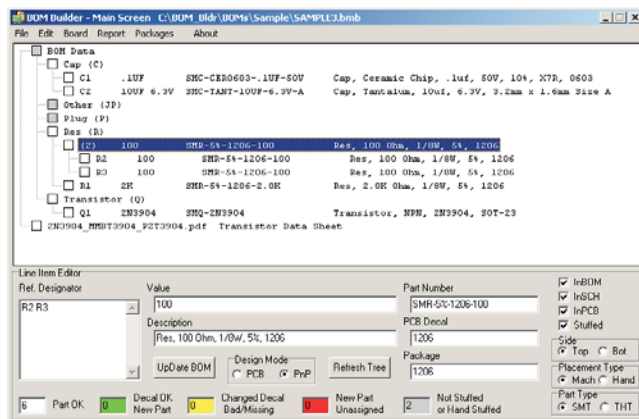 BOM Builder - Main Screen C:\BOM_Bldr\BOMs\Sample\SAMPLE3.bmb
File Edit Board Report Packages About
BOM Data
Cap (C)
C1 .1UF SMC-CER0603-.1UF-50V Cap, Ceramic Chip, .1uf, 50V, 10%, X7R, 0603
C2 10UF 6.3V SMC-TANT-10UF-6.3V-A Cap, Tantalum, 10uf, 6.3V, 3.2mm x 1.6mm Size A
Other (JP)
Plug (P)
Res (R)
(2) 100 SMR-5%-1206-100 Res, 100 Ohm, 1/8W, 5%, 1206
R2 100 SMR-5%-1206-100 Res, 100 Ohm, 1/8W, 5%, 1206
R3 100 SMR-5%-1206-100 Res, 100 Ohm, 1/8W, 5%, 1206
R1 2K SMR-5%-1206-2.0K Res, 2.0K Ohm, 1/8W, 5%, 1206
Transistor (Q)
Q1 2N3904 SMQ-2N3904 Transistor, NPN, 2N3904, SOT-23
2N3904_MMBT3904_PZT3904.pdf Transistor Data Sheet
Line Item Editor
Ref. Designator
R2 R3
Value
100
Description
Res, 100 Ohm, 1/8W, 5%, 1206
UpDate BOM
Design Mode
PCB PnP
Refresh Tree
Part Number
SMR-5%-1206-100
PCB Decal
1206
Package
1206
InBOM
InSCH
InPCB
Stuffed
Side
Top Bot
Placement Type
Mach Hand
Part Type
SMT THT
6 Part OK
0 Decal OK New Part
0 Changed Decal Bad/Missing
0 New Part Unassigned
2 Not Stuffed or Hand Stuffed